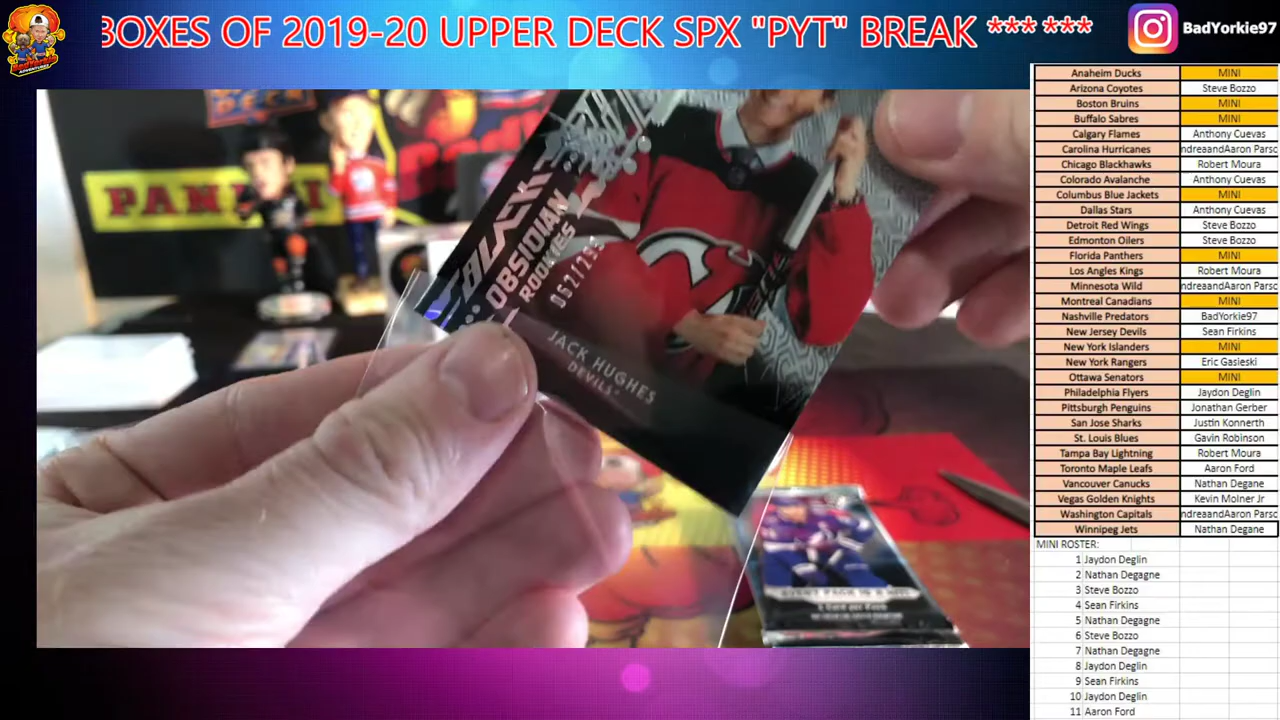 BOXES OF 2019-20 UPPER DECK SPX "PYT" BREAK *** ***
BadYorkie97
PANINI
BLACK
OBSIDIAN
ROOKIES
JACK HUGHES
DEVILS
Anaheim Ducks MINI
Arizona Coyotes Steve Bozzo
Boston Bruins MINI
Buffalo Sabres MINI
Calgary Flames Anthony Cuevas
Carolina Hurricanes ndreaandAaron Parso
Chicago Blackhawks Robert Moura
Colorado Avalanche Anthony Cuevas
Columbus Blue Jackets MINI
Dallas Stars Anthony Cuevas
Detroit Red Wings Steve Bozzo
Edmonton Oilers Steve Bozzo
Florida Panthers MINI
Los Angles Kings Robert Moura
Minnesota Wild ndreaandAaron Parso
Montreal Canadians MINI
Nashville Predators BadYorkie97
New Jersey Devils Sean Firkins
New York Islanders MINI
New York Rangers Eric Gasieski
Ottawa Senators MINI
Philadelphia Flyers Jaydon Deglin
Pittsburgh Penguins Jonathan Gerber
San Jose Sharks Justin Konnerth
St. Louis Blues Gavin Robinson
Tampa Bay Lightning Robert Moura
Toronto Maple Leafs Aaron Ford
Vancouver Canucks Nathan Degane
Vegas Golden Knights Kevin Molner Jr
Washington Capitals ndreaandAaron Parso
Winnipeg Jets Nathan Degane
MINI ROSTER:
1 Jaydon Deglin
2 Nathan Degagne
3 Steve Bozzo
4 Sean Firkins
5 Nathan Degagne
6 Steve Bozzo
7 Nathan Degagne
8 Jaydon Deglin
9 Sean Firkins
10 Jaydon Deglin
11 Aaron Ford